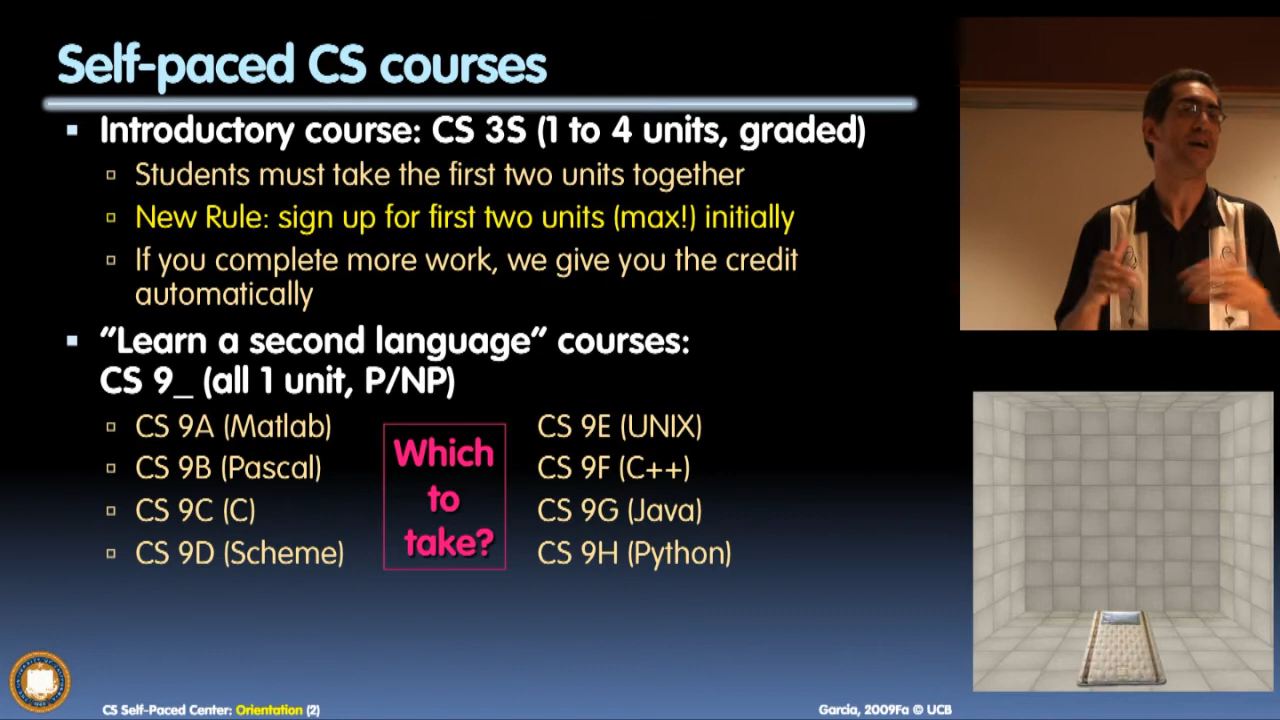 Self-paced CS courses
Introductory course: CS 3S (1 to 4 units, graded)
Students must take the first two units together
New Rule: sign up for first two units (max!) initially
If you complete more work, we give you the credit
automatically
“Learn a second language” courses:
CS 9_ (all 1 unit, P/NP)
CS 9A (Matlab)
CS 9B (Pascal)
CS 9C (C)
CS 9D (Scheme)
Which
to
take?
CS 9E (UNIX)
CS 9F (C++)
CS 9G (Java)
CS 9H (Python)
CS Self-Paced Center: Orientation (2)
Garcia, 2009Fa © UCB